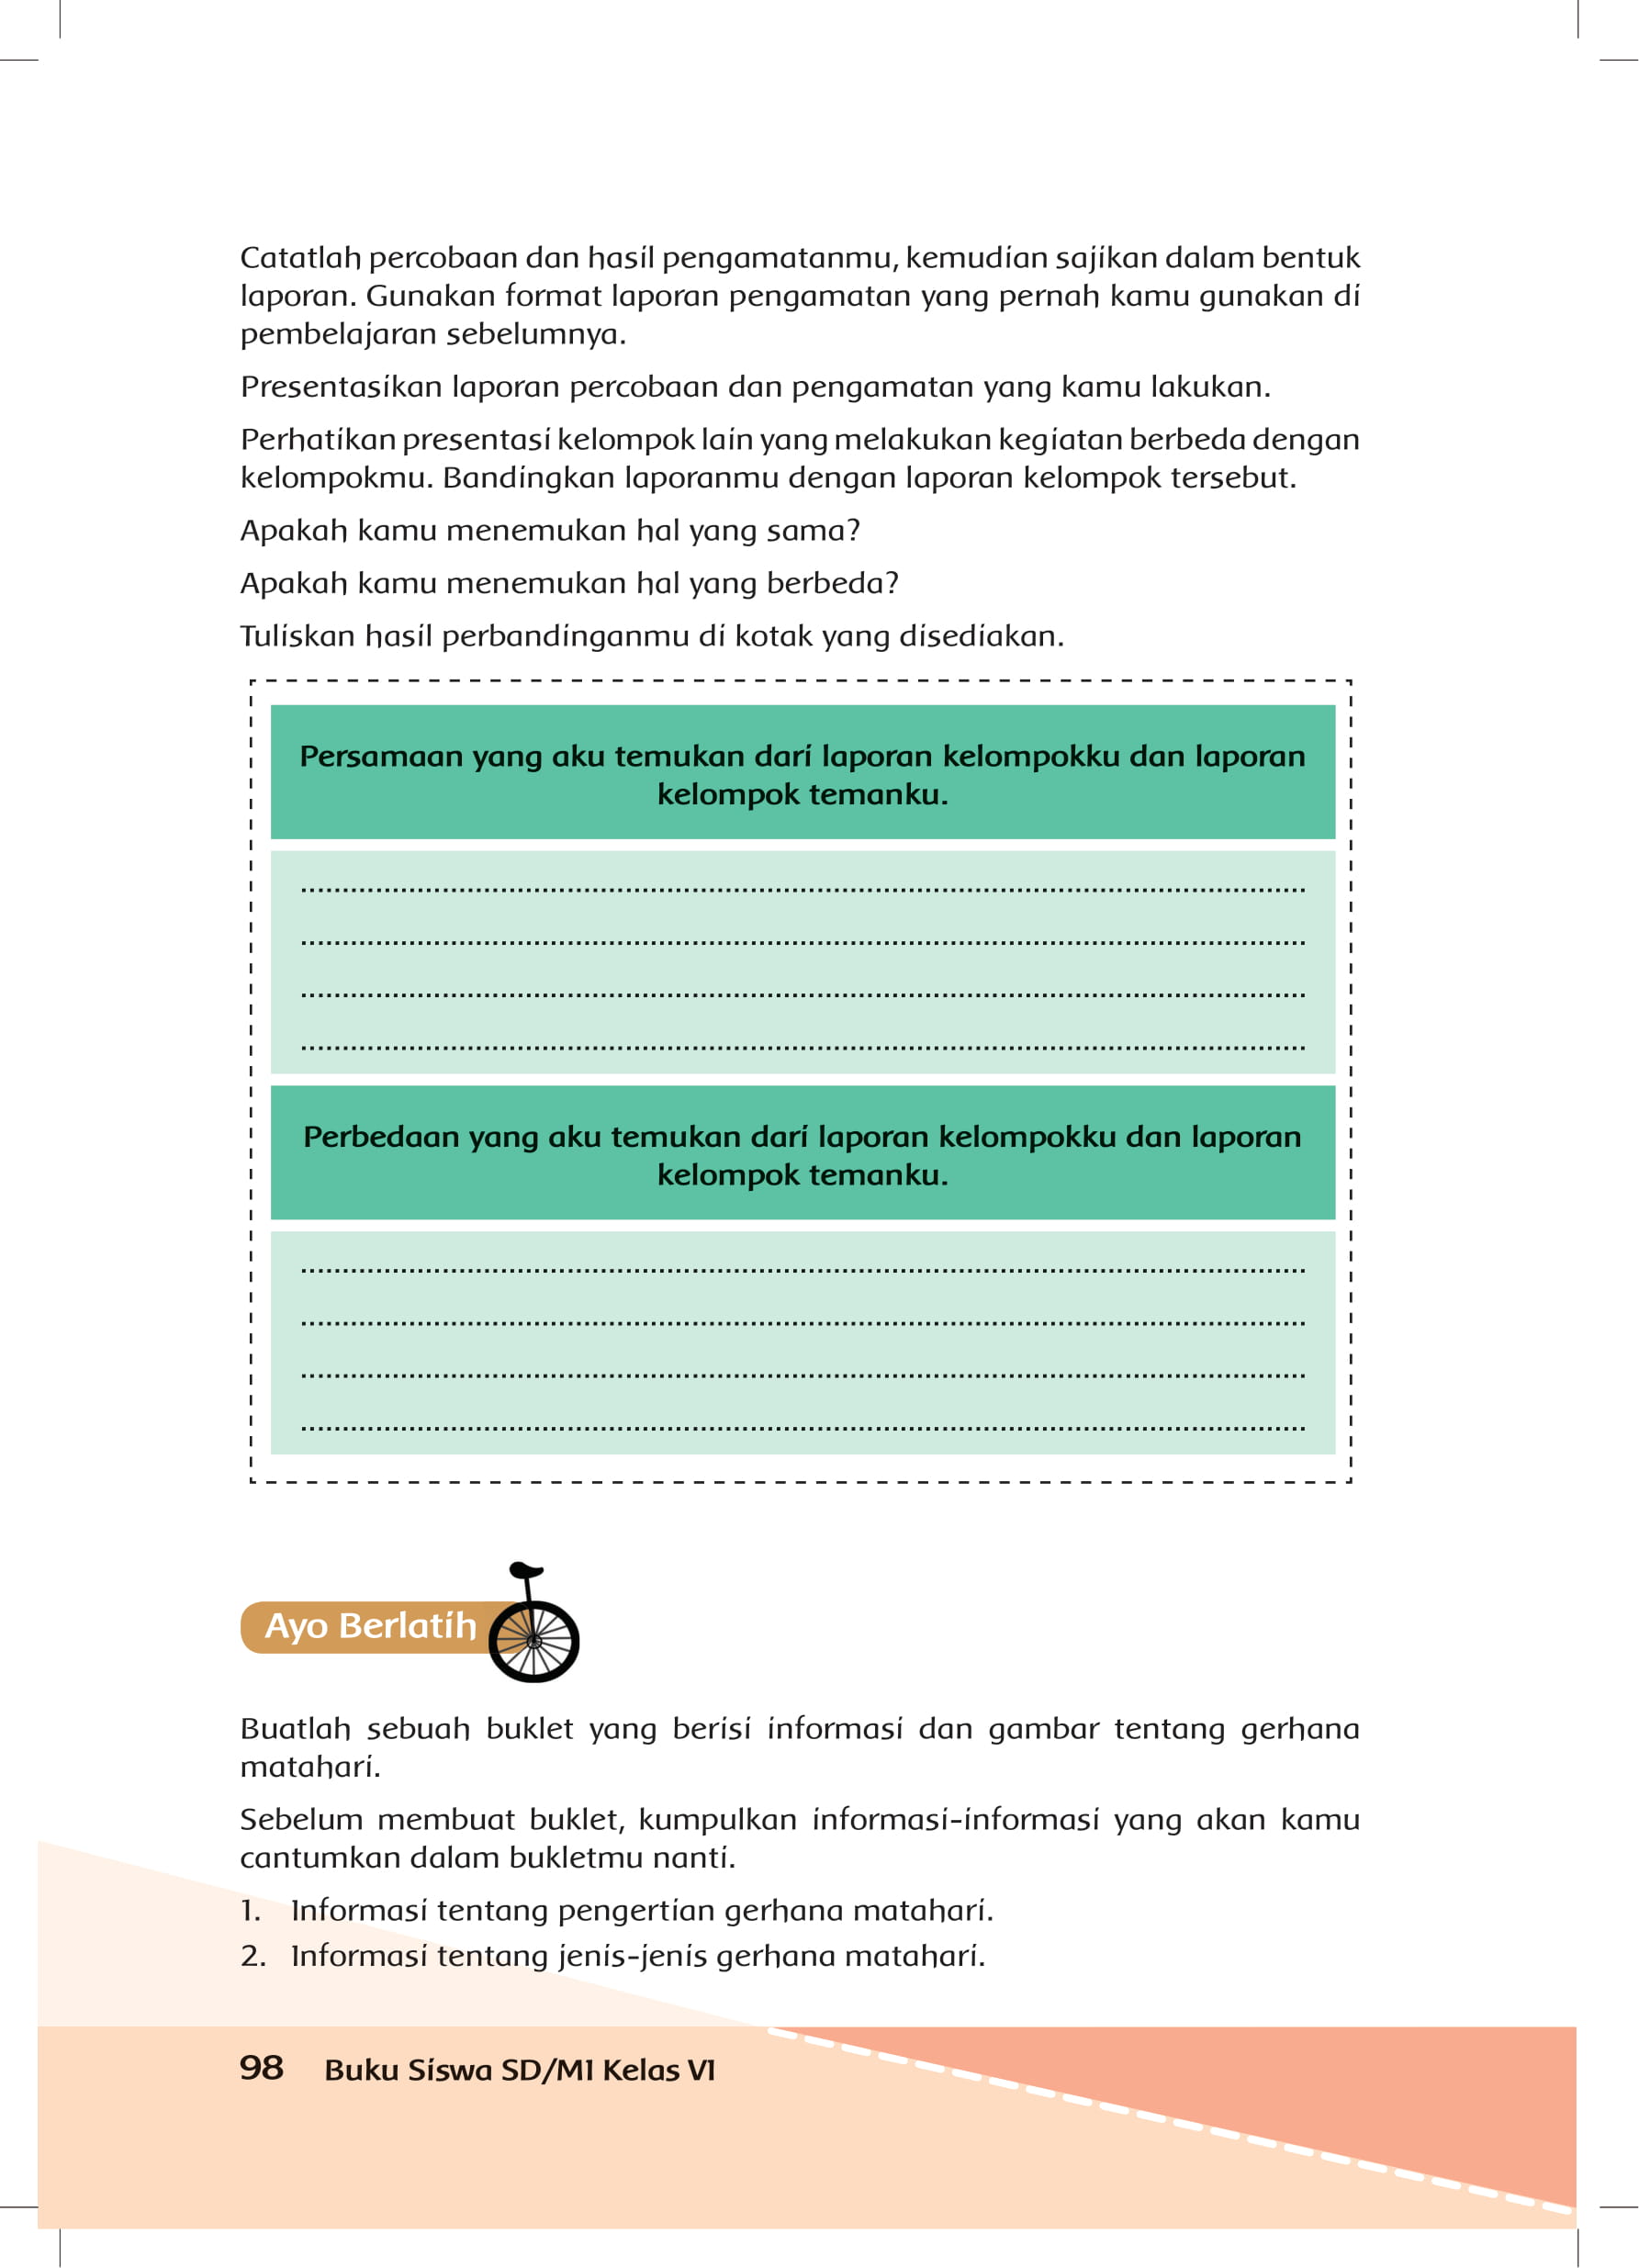 Catatlah percobaan dan hasil pengamatanmu, kemudian sajikan dalam bentuk
laporan. Gunakan format laporan pengamatan yang pernah kamu gunakan di
pembelajaran sebelumnya.
Presentasikan laporan percobaan dan pengamatan yang kamu lakukan.
Perhatikan presentasi kelompok lain yang melakukan kegiatan berbeda dengan
kelompokmu. Bandingkan laporanmu dengan laporan kelompok tersebut.
Apakah kamu menemukan hal yang sama?
Apakah kamu menemukan hal yang berbeda?
Tuliskan hasil perbandinganmu di kotak yang disediakan.
Persamaan yang aku temukan dari laporan kelompokku dan laporan
kelompok temanku.
Perbedaan yang aku temukan dari laporan kelompokku dan laporan
kelompok temanku.
Ayo Berlatih
Buatlah sebuah buklet yang berisi informasi dan gambar tentang gerhana
matahari.
Sebelum membuat buklet, kumpulkan informasi-informasi yang akan kamu
cantumkan dalam bukletmu nanti.
1. Informasi tentang pengertian gerhana matahari.
2. Informasi tentang jenis-jenis gerhana matahari.
98 Buku Siswa SD/MI Kelas VI